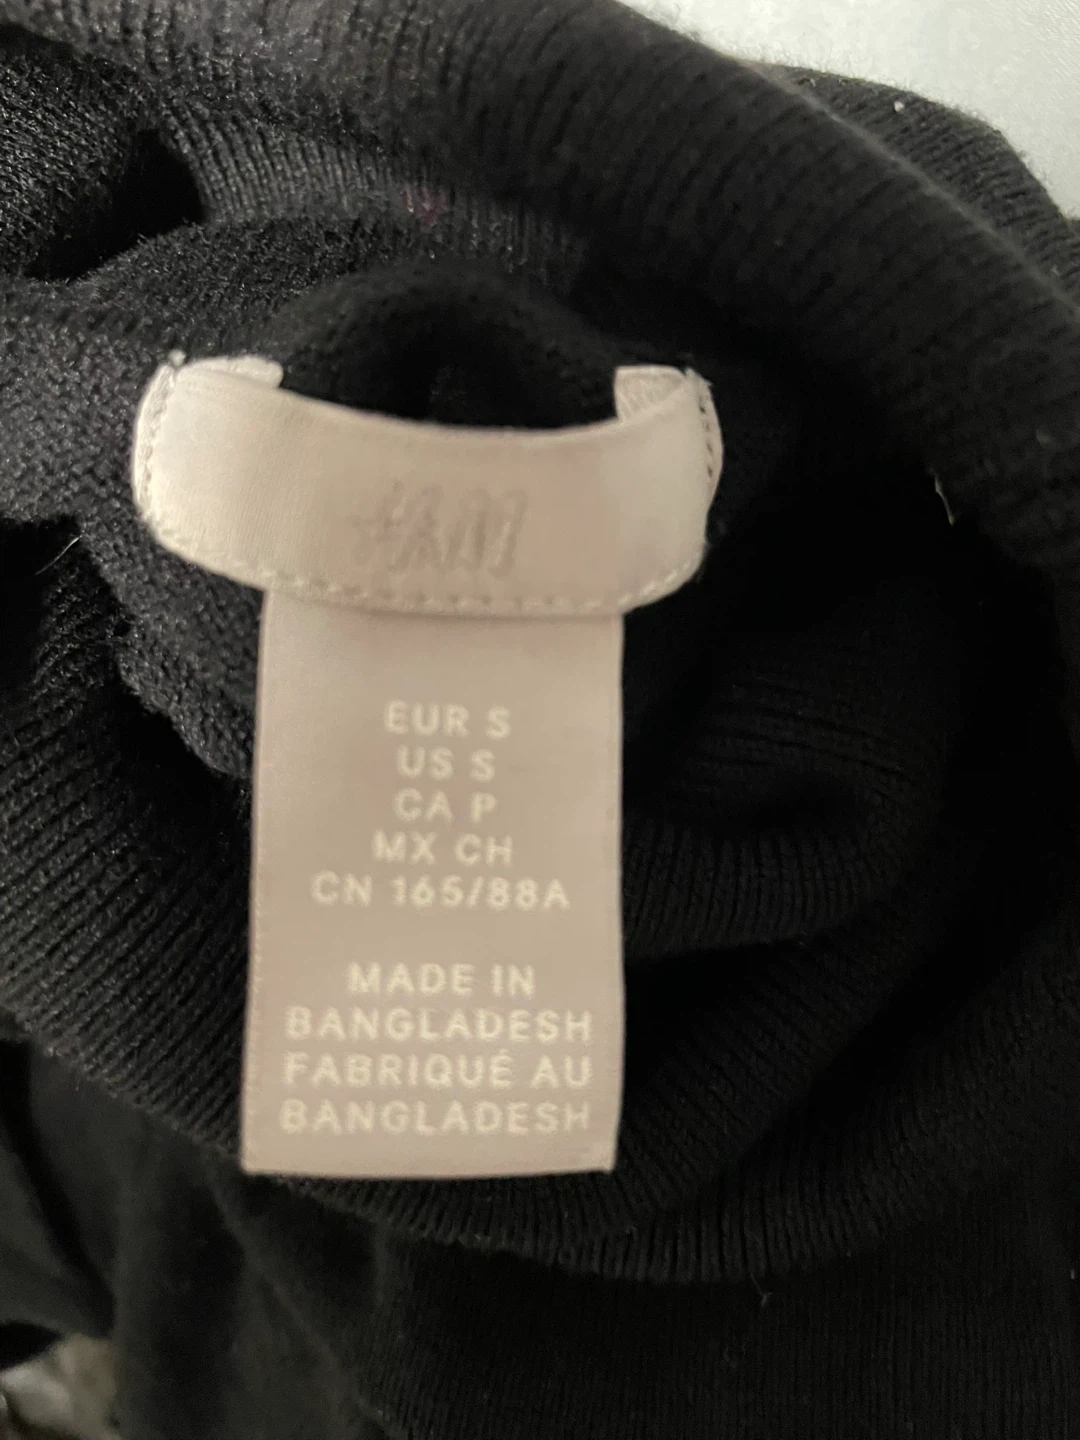 H&M
EUR S
US S
CA P
MX CH
CN 165/88A
MADE IN
BANGLADESH
FABRIQUÉ AU
BANGLADESH